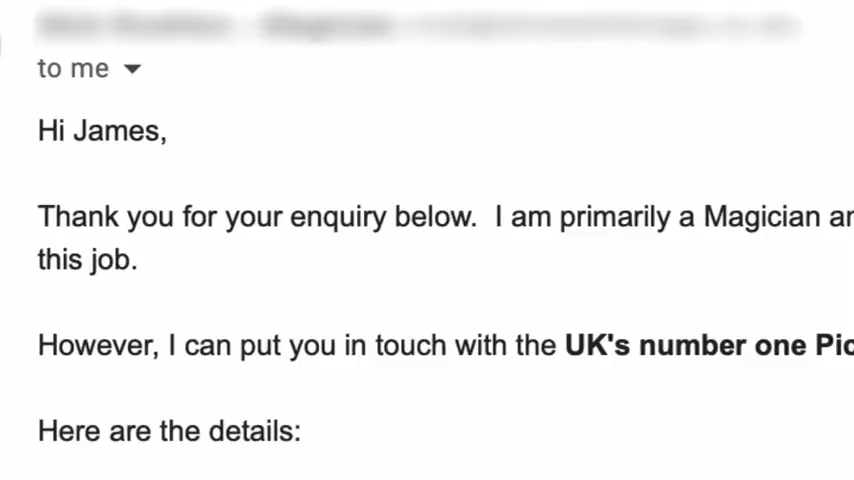 to me
Hi James,
Thank you for your enquiry below. I am primarily a Magician
this job.
However, I can put you in touch with the UK's number one
Here are the details: